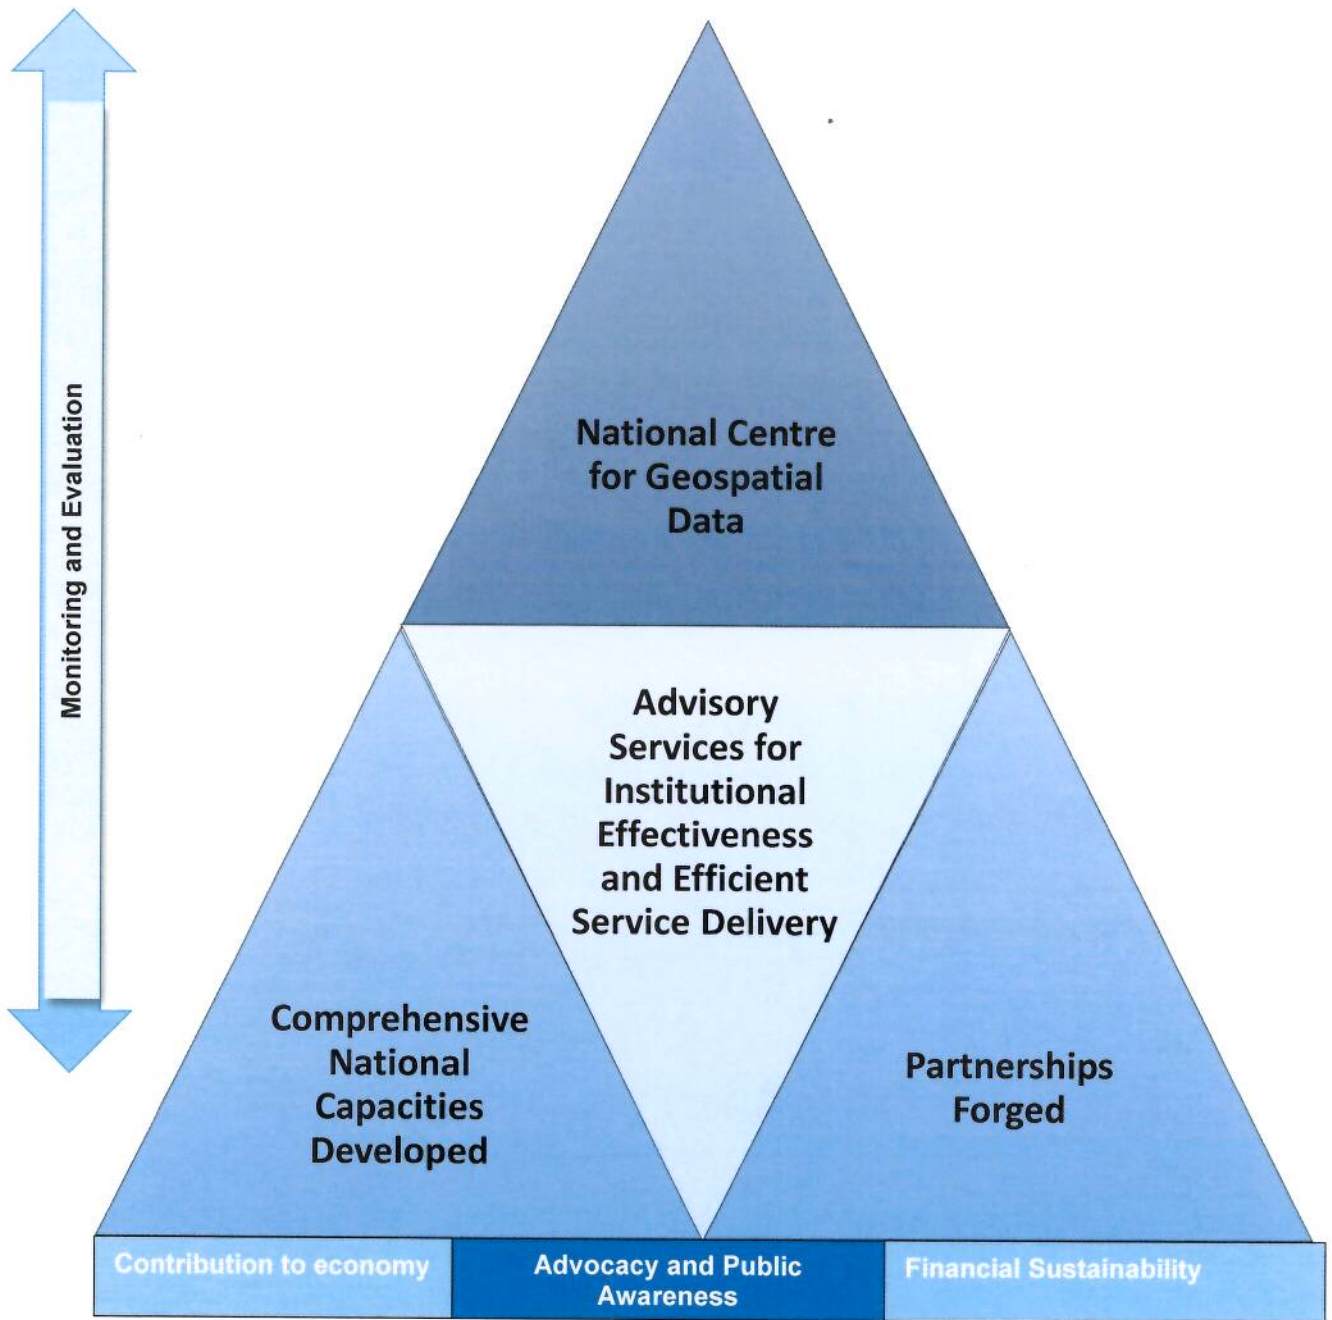 Monitoring and Evaluation
National Centre
for Geospatial
Data
Advisory
Services for
Institutional
Effectiveness
and Efficient
Service Delivery
Comprehensive
National
Capacities
Developed
Partnerships
Forged
Contribution to economy
Advocacy and Public
Awareness
Financial Sustainability